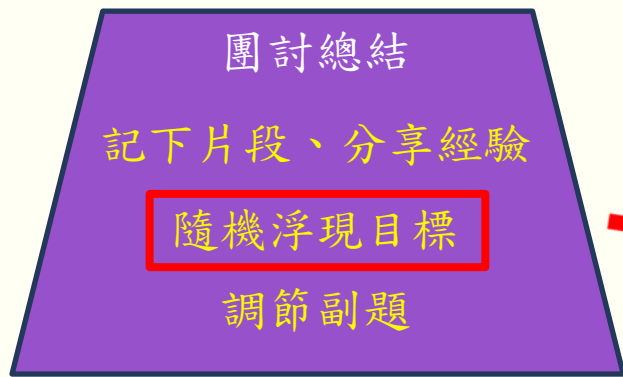 團討總結
記下片段、分享經驗
隨機浮現目標
調節副題